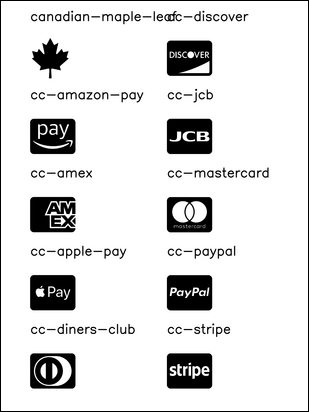 canadian-maple-leaf
cc-discover
DISCOVER
cc-amazon-pay
cc-jcb
pay
JCB
cc-amex
cc-mastercard
AM
EX
mastercard
cc-apple-pay
cc-paypal
Pay
PayPal
cc-diners-club
cc-stripe
stripe